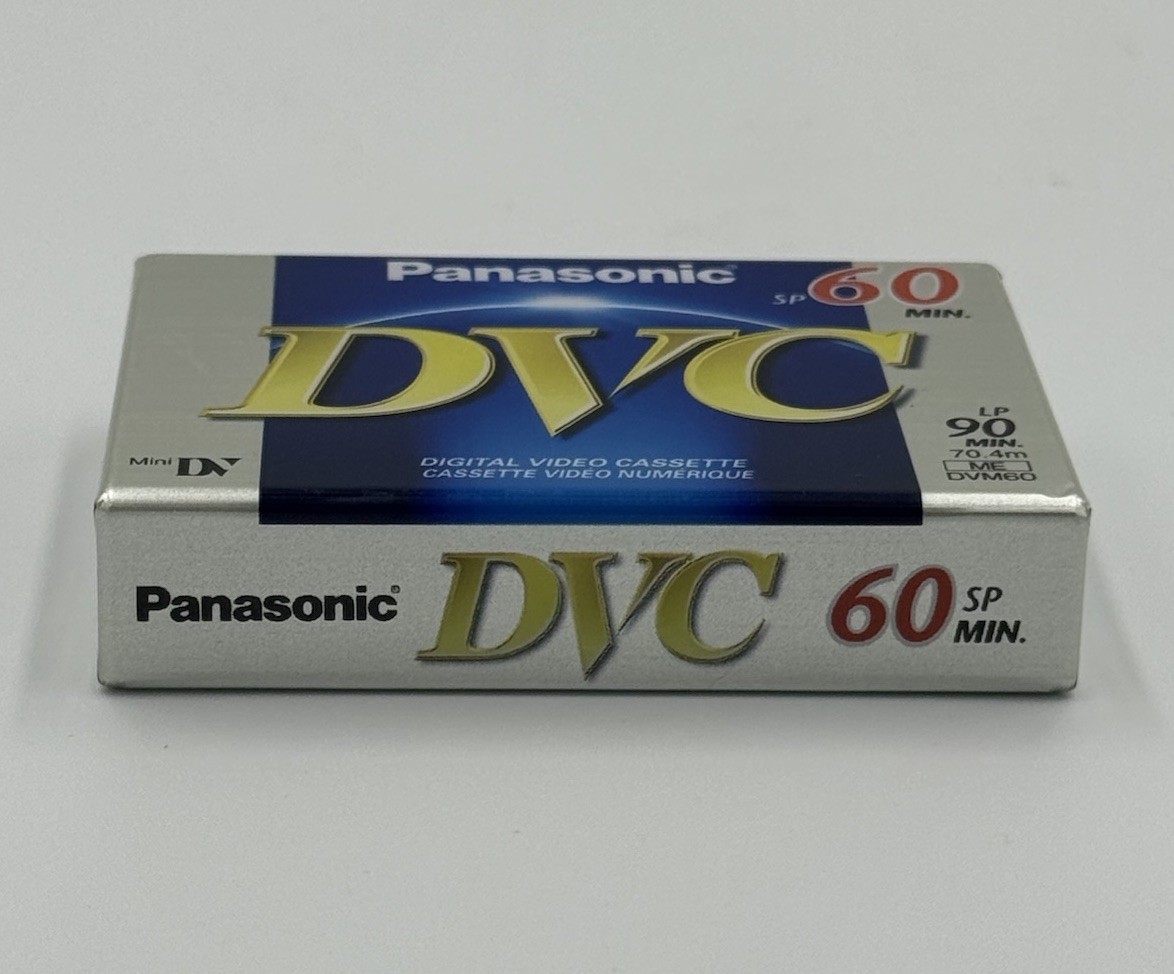 Panasonic®
SP 60 MIN.
DVC
LP
90
MIN.
70.4m
ME
DVM60
Mini DV
DIGITAL VIDEO CASSETTE
CASSETTE VIDÉO NUMÉRIQUE
Panasonic® DVC 60 SP MIN.